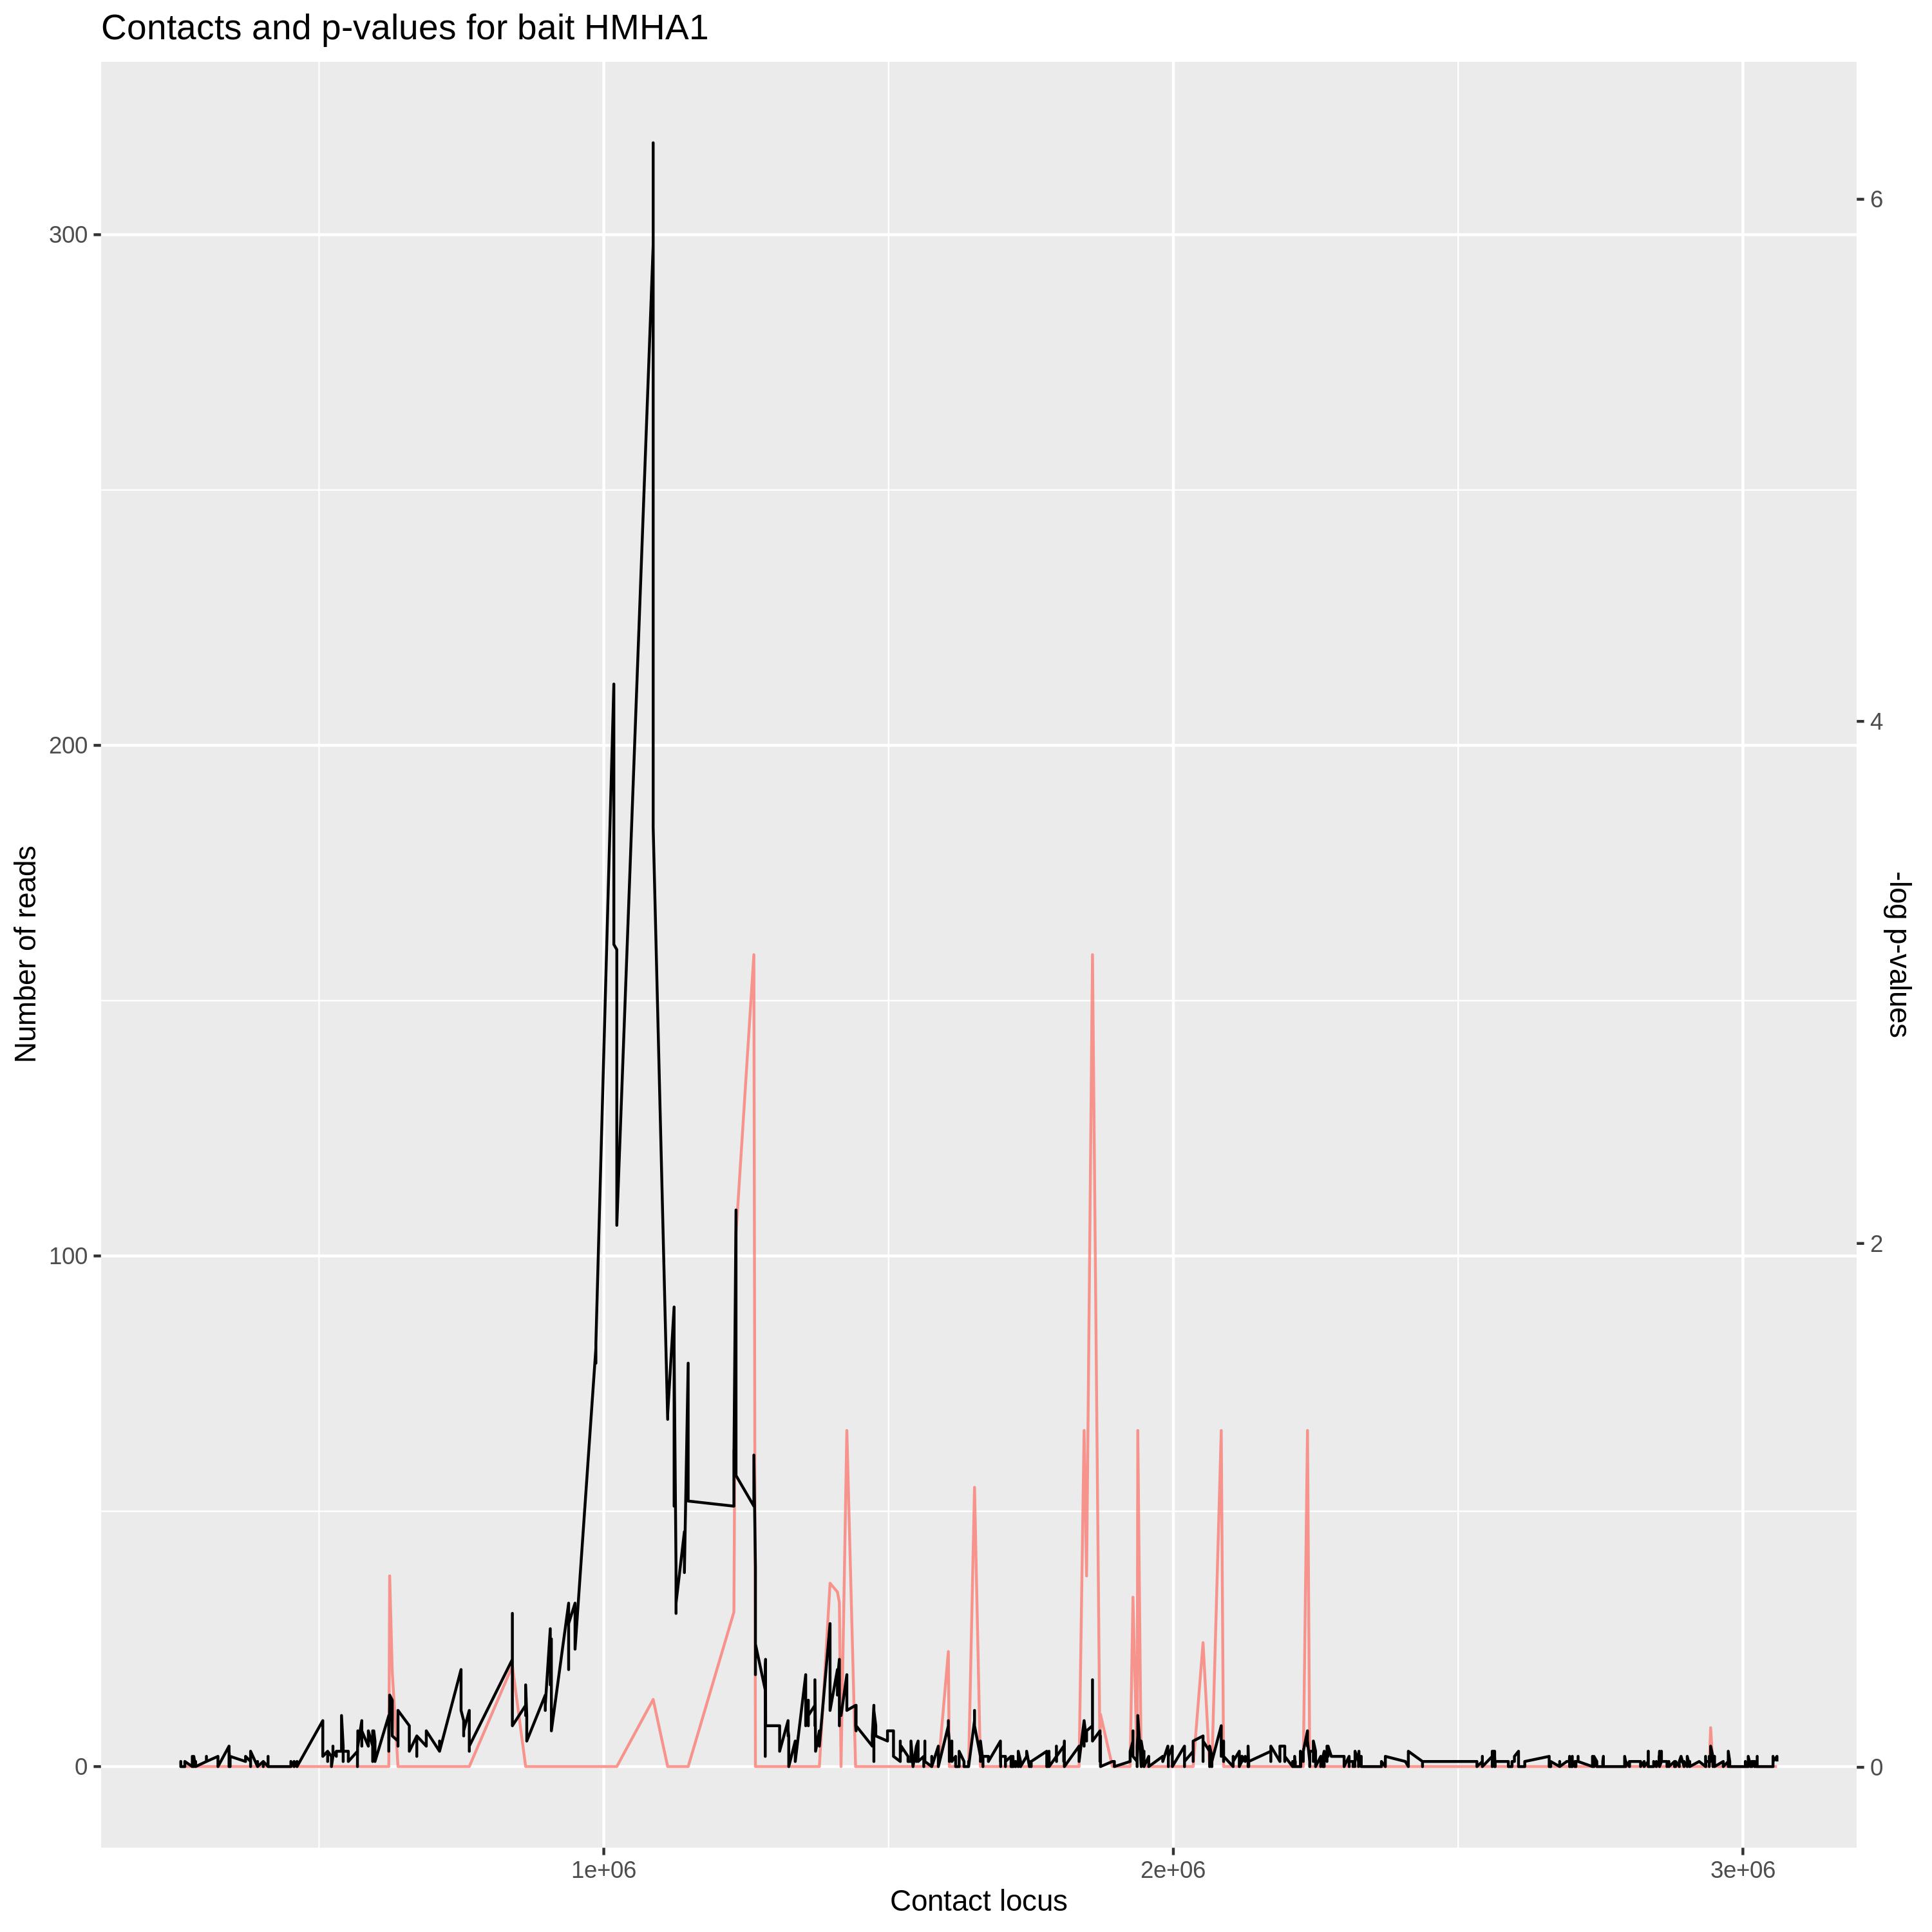 Contacts and p-values for bait HMHA1
300
200
100
0
Number of reads
6
4
2
0
-log p-values
1e+06
2e+06
3e+06
Contact locus